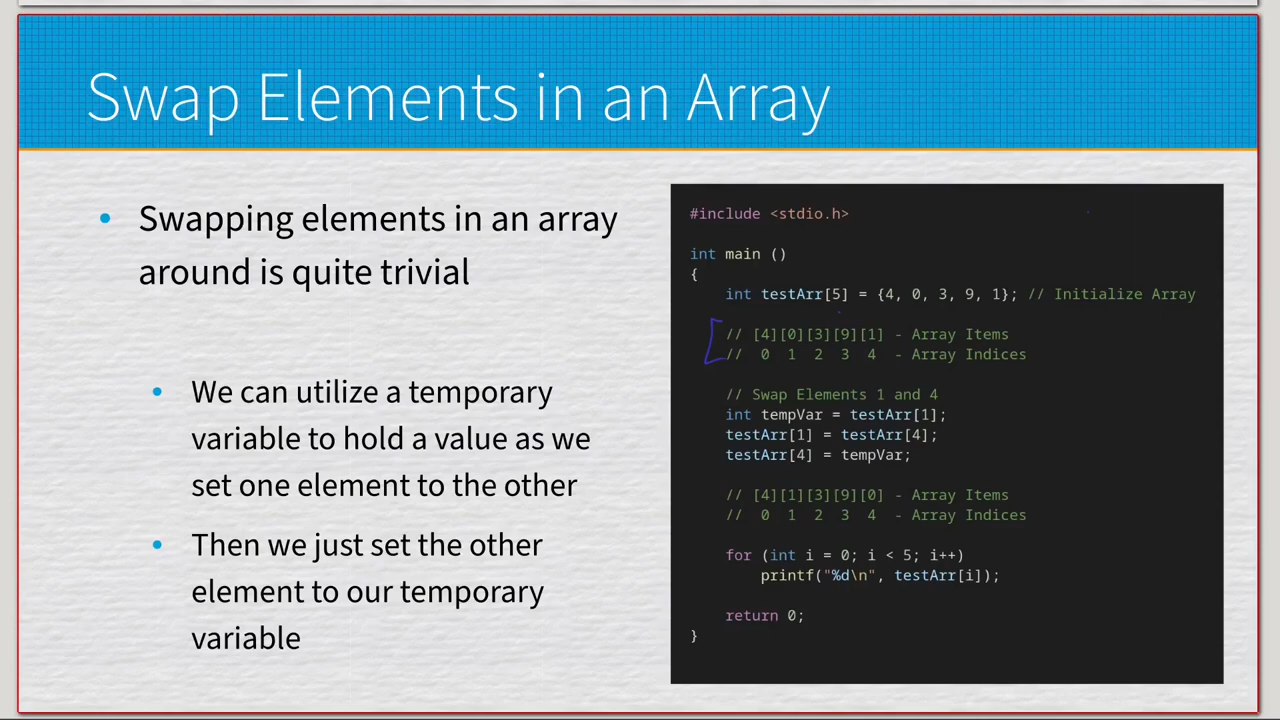 Swap Elements in an Array
• Swapping elements in an array
around is quite trivial
• We can utilize a temporary
variable to hold a value as we
set one element to the other
• Then we just set the other
element to our temporary
variable
#include <stdio.h>
int main ()
{
    int testArr[5] = {4, 0, 3, 9, 1}; // Initialize Array
    // [4][0][3][9][1] - Array Items
    //  0  1  2  3  4  - Array Indices
    // Swap Elements 1 and 4
    int tempVar = testArr[1];
    testArr[1] = testArr[4];
    testArr[4] = tempVar;
    // [4][1][3][9][0] - Array Items
    //  0  1  2  3  4  - Array Indices
    for (int i = 0; i < 5; i++)
        printf("%d\n", testArr[i]);
    return 0;
}